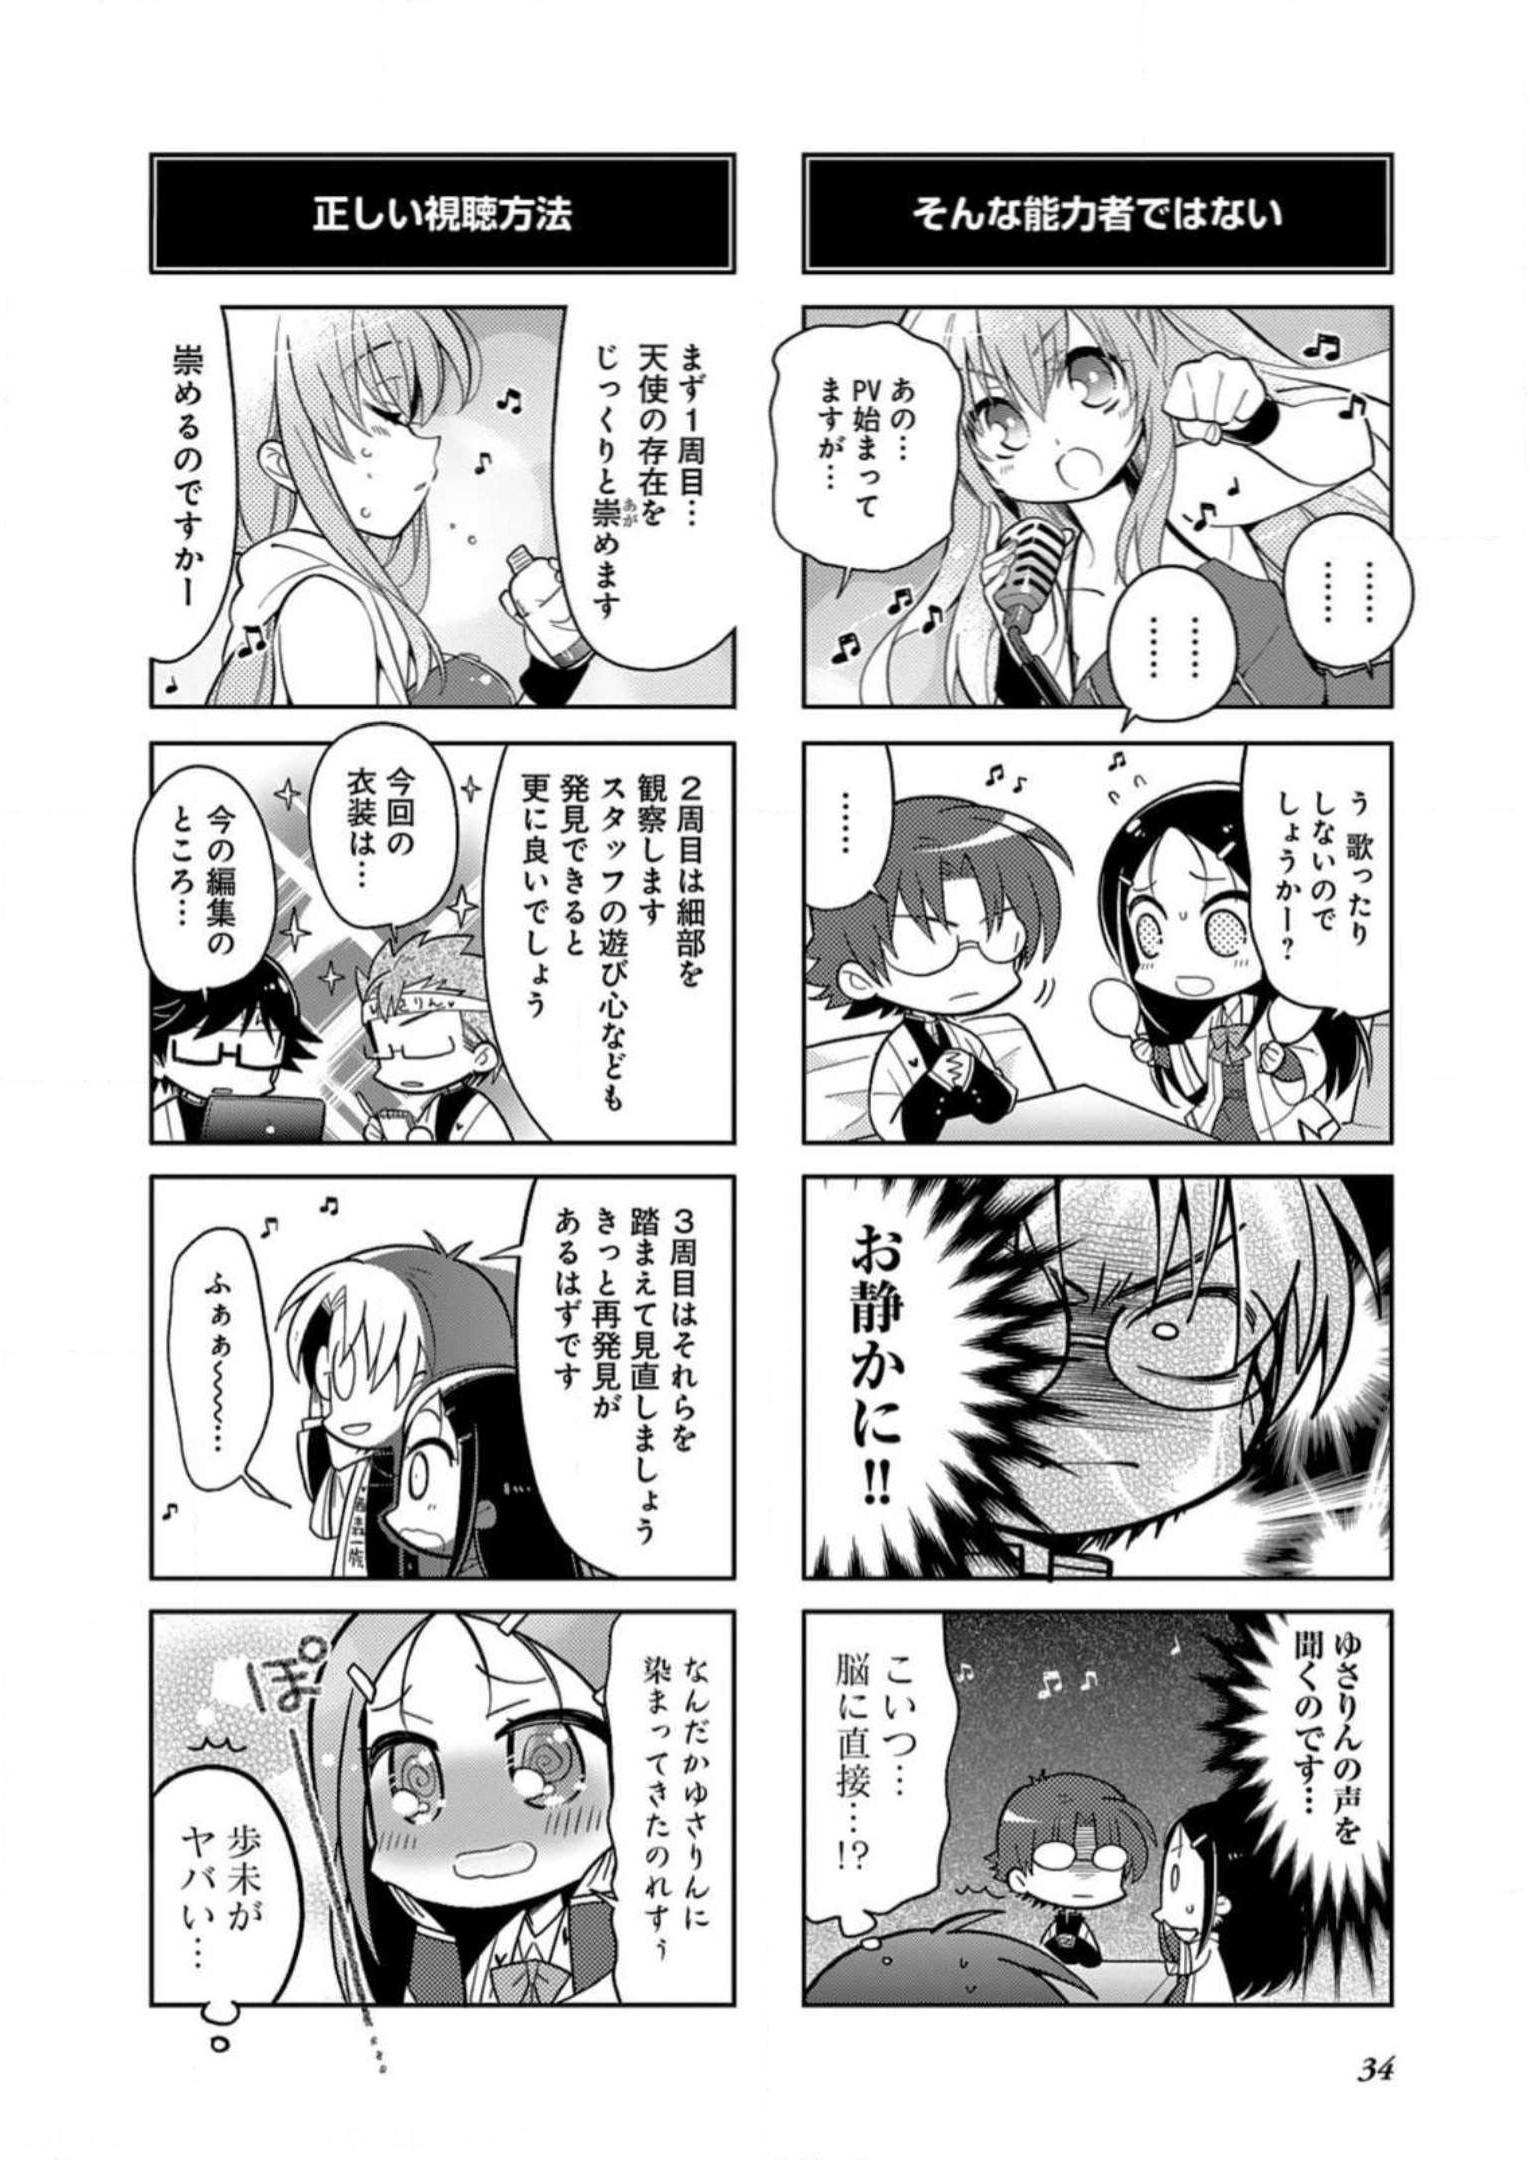 そんな能力者ではない
あの…
PV始まって
ますが…
……
……
……
……
う 歌ったり
しないので
しょうかー?
……
お静かに!!
ゆさりんの声を
聞くのです…
こいつ…
脳に直接…!?
正しい視聴方法
まず1周目…
天使の存在を
じっくりと崇めます
あが
崇めるのですかー
2周目は細部を
観察します
スタッフの遊び心なども
発見できると
更に良いでしょう
今回の
衣装は…
今の編集の
ところ…
さりん♥
3周目はそれらを
踏まえて見直しましょう
きっと再発見が
あるはずです
ふぁぁ〜〜〜…
なんだかゆさりんに
染まってきたのれすぅ
ぽ
歩未が
ヤバい…
34